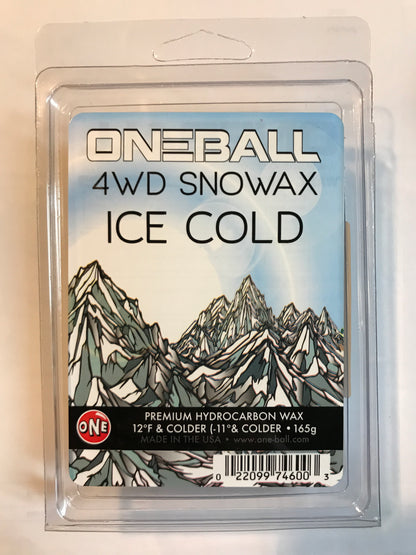 ONEBALL
4WD SNOWAX
ICE COLD
ONE
PREMIUM HYDROCARBON WAX
12°F & COLDER (-11°& COLDER • 165g
MADE IN THE USA • www.one-ball.com
0 22099 74600 3